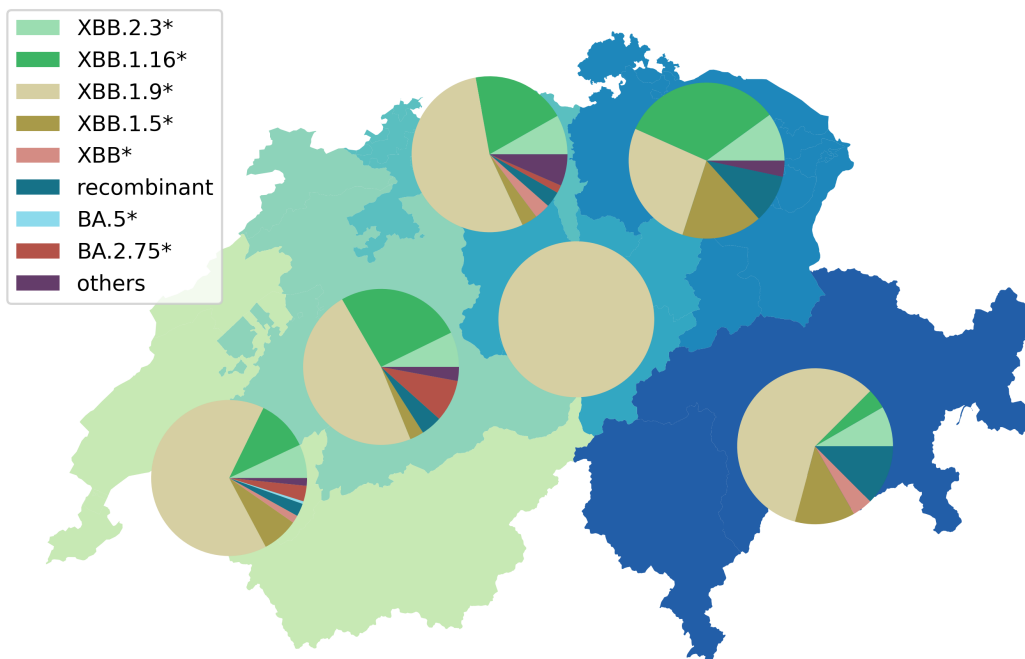 XBB.2.3*
XBB.1.16*
XBB.1.9*
XBB.1.5*
XBB*
recombinant
BA.5*
BA.2.75*
others